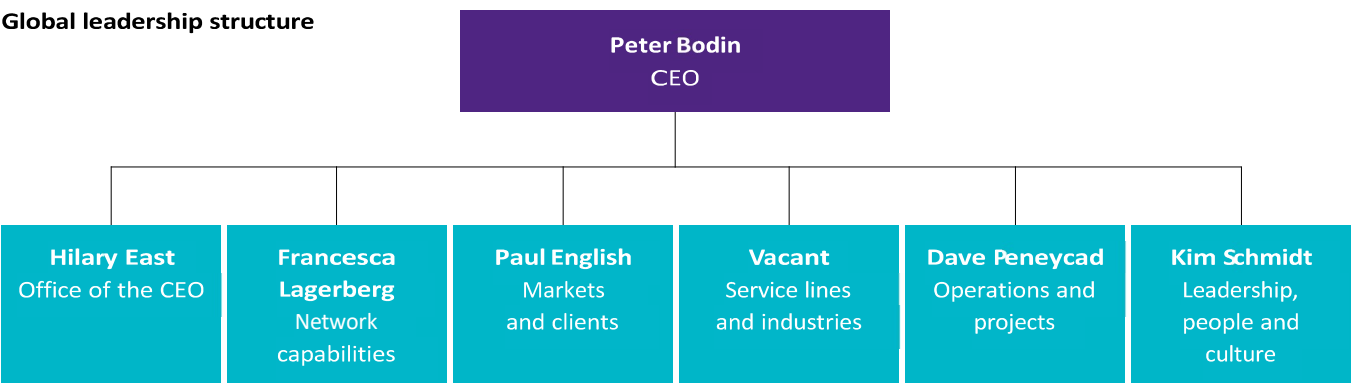 Global leadership structure
Peter Bodin
CEO
Hilary East
Office of the CEO
Francesca
Lagerberg
Network
capabilities
Paul English
Markets
and clients
Vacant
Service lines
and industries
Dave Peneycad
Operations and
projects
Kim Schmidt
Leadership,
people and
culture